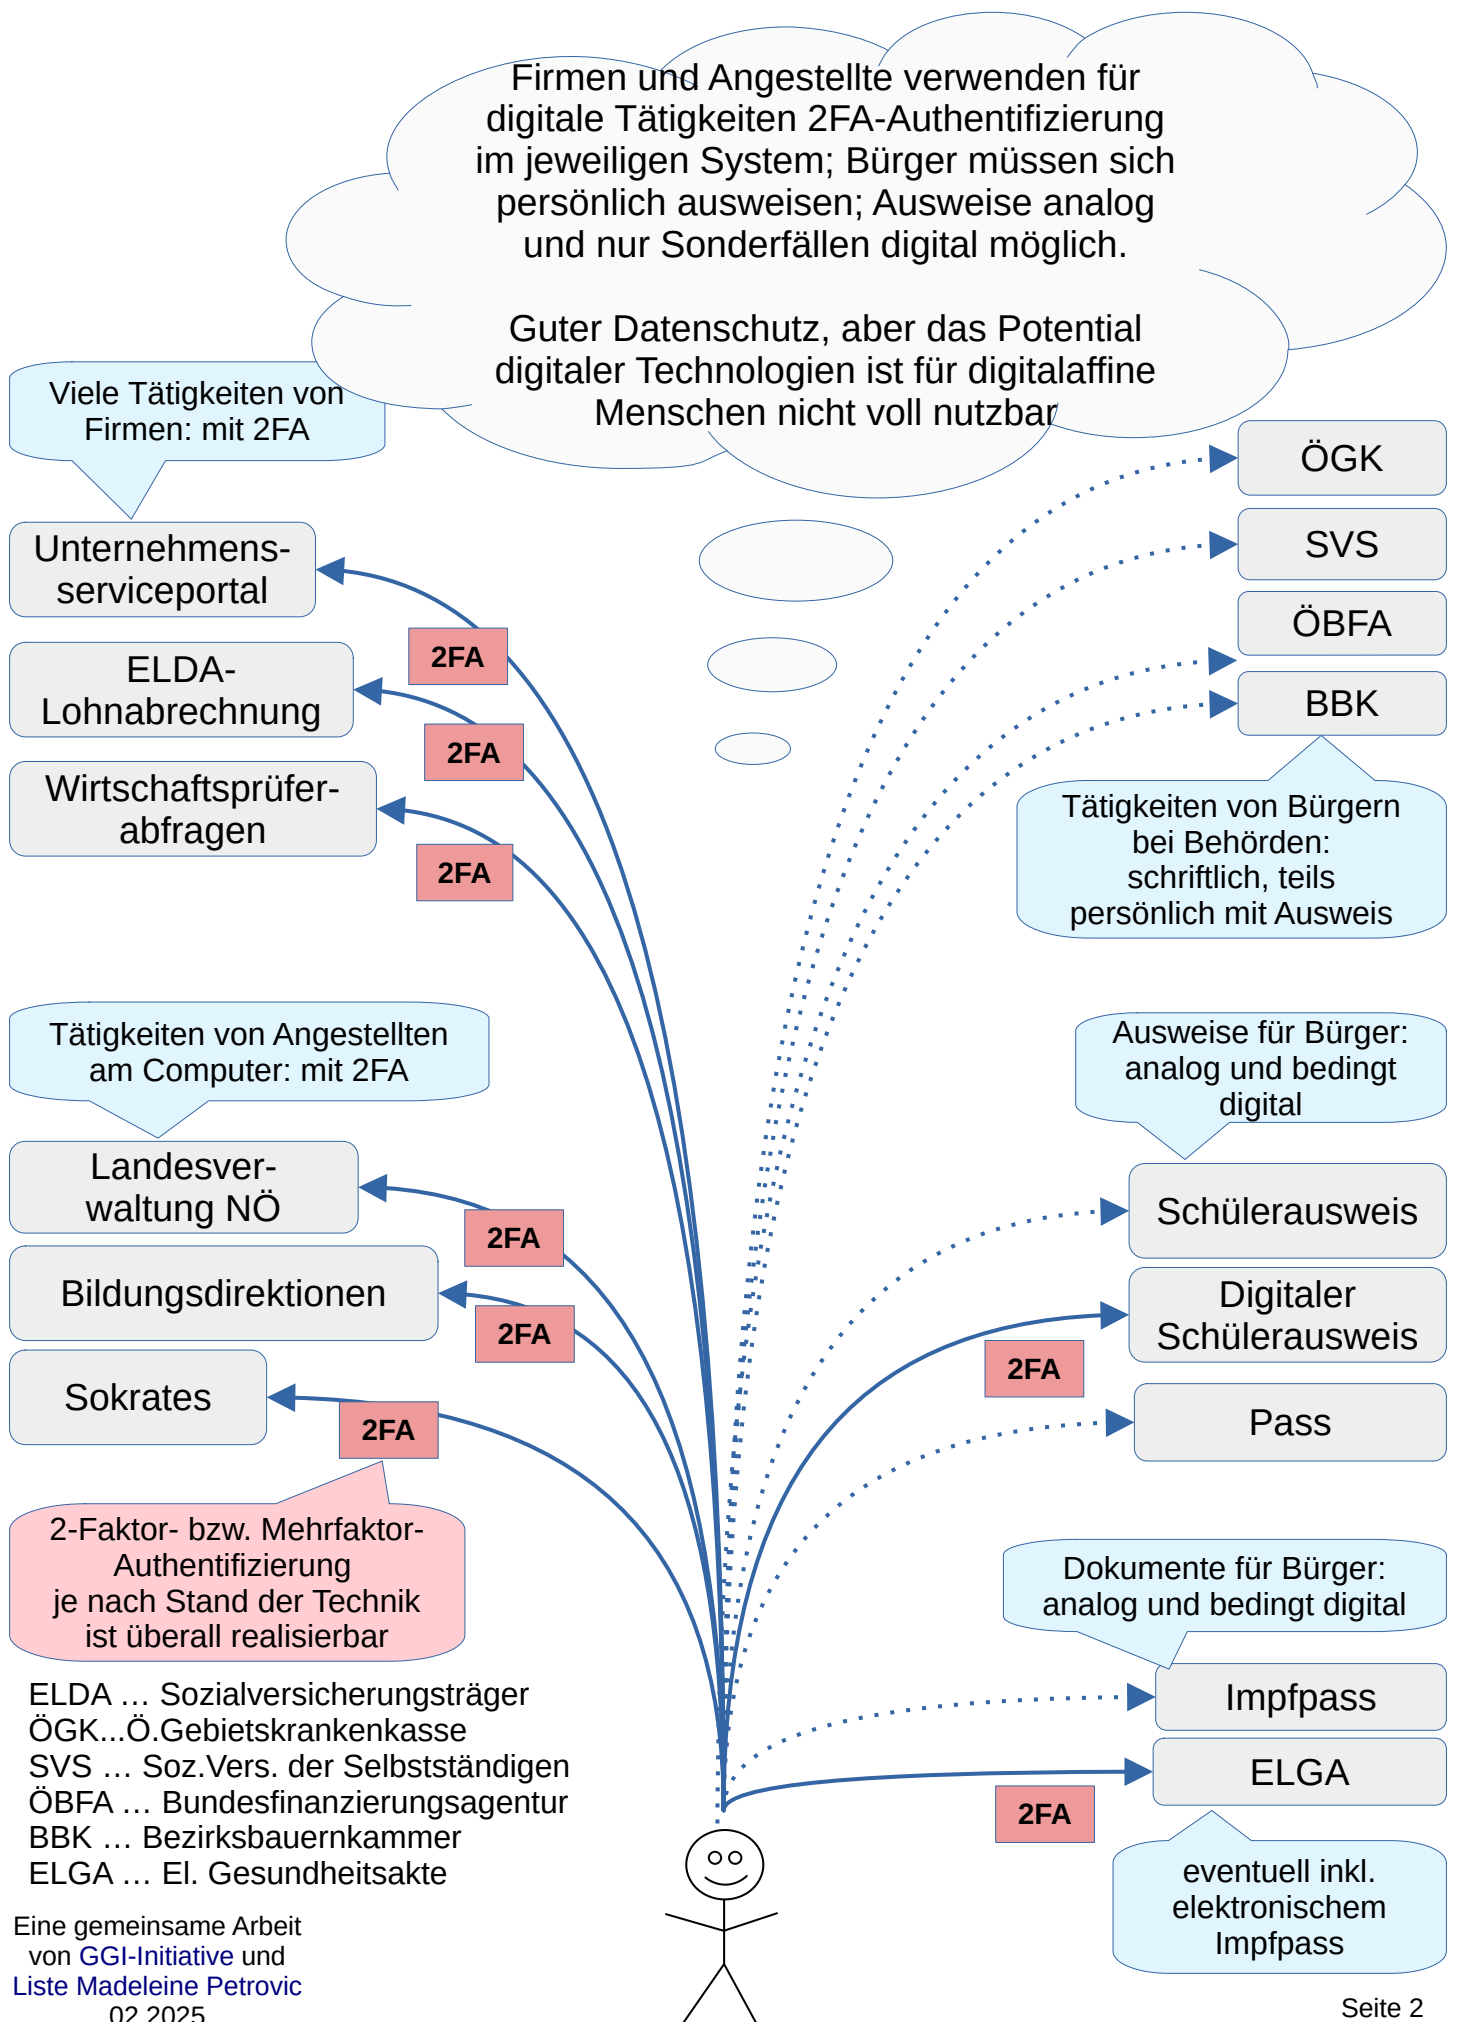 Firmen und Angestellte verwenden für
digitale Tätigkeiten 2FA-Authentifizierung
im jeweiligen System; Bürger müssen sich
persönlich ausweisen; Ausweise analog
und nur Sonderfällen digital möglich.
Guter Datenschutz, aber das Potential
digitaler Technologien ist für digitalaffine
Menschen nicht voll nutzbar
Viele Tätigkeiten von
Firmen: mit 2FA
Unternehmens-
serviceportal
2FA
ELDA-
Lohnabrechnung
2FA
Wirtschaftsprüfer-
abfragen
2FA
ÖGK
SVS
ÖBFA
BBK
Tätigkeiten von Bürgern
bei Behörden:
schriftlich, teils
persönlich mit Ausweis
Tätigkeiten von Angestellten
am Computer: mit 2FA
Landesver-
waltung NÖ
2FA
Bildungsdirektionen
2FA
Sokrates
2FA
2-Faktor- bzw. Mehrfaktor-
Authentifizierung
je nach Stand der Technik
ist überall realisierbar
Ausweise für Bürger:
analog und bedingt
digital
Schülerausweis
Digitaler
Schülerausweis
2FA
Pass
Dokumente für Bürger:
analog und bedingt digital
Impfpass
ELGA
2FA
eventuell inkl.
elektronischem
Impfpass
ELDA … Sozialversicherungsträger
ÖGK...Ö.Gebietskrankenkasse
SVS … Soz.Vers. der Selbstständigen
ÖBFA … Bundesfinanzierungsagentur
BBK … Bezirksbauernkammer
ELGA … El. Gesundheitsakte
Eine gemeinsame Arbeit
von GGI-Initiative und
Liste Madeleine Petrovic
02.2025
Seite 2